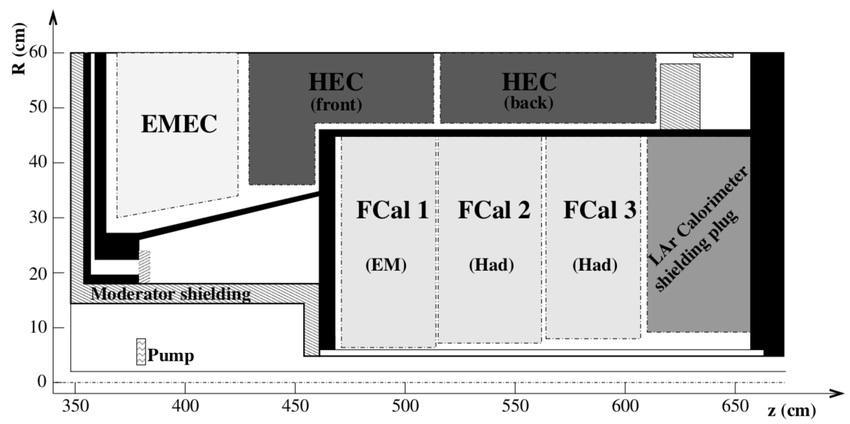 R (cm)
60
50
40
30
20
10
0
HEC
(front)
HEC
(back)
EMEC
FCal 1
(EM)
FCal 2
(Had)
FCal 3
(Had)
LAr Calorimeter
shielding plug
Moderator shielding
Pump
350
400
450
500
550
600
650
z (cm)